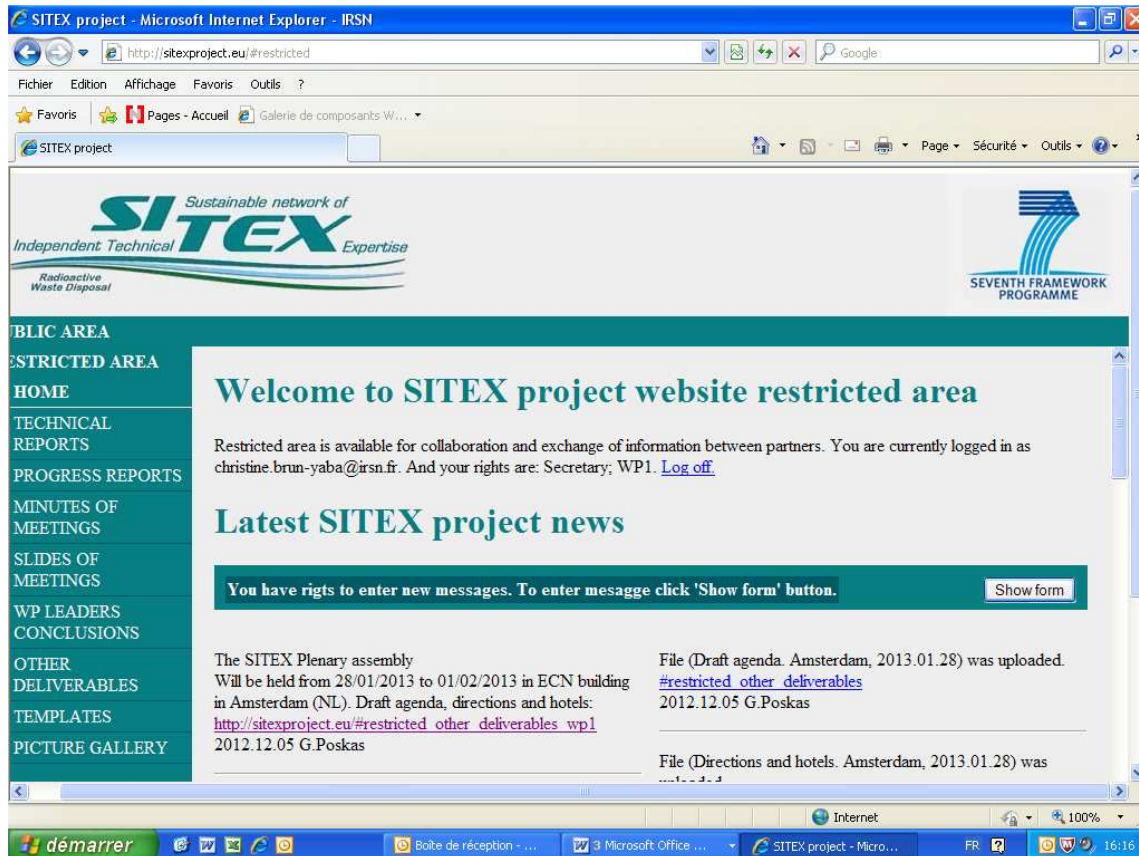 SITEX project - Microsoft Internet Explorer - IRSN
http://sitexproject.eu/#restricted
Google
Fichier Edition Affichage Favoris Outils ?
Favoris
Pages - Accueil
Galerie de composants W...
SITEX project
Page
Sécurité
Outils
Sustainable network of
SITEX
Independent Technical
Expertise
Radioactive
Waste Disposal
SEVENTH FRAMEWORK
PROGRAMME
UBLIC AREA
ESTRICTED AREA
HOME
TECHNICAL
REPORTS
PROGRESS REPORTS
MINUTES OF
MEETINGS
SLIDES OF
MEETINGS
WP LEADERS
CONCLUSIONS
OTHER
DELIVERABLES
TEMPLATES
PICTURE GALLERY
Welcome to SITEX project website restricted area
Restricted area is available for collaboration and exchange of information between partners. You are currently logged in as
christine.brun-yaba@irsn.fr. And your rights are: Secretary; WP1. Log off.
Latest SITEX project news
You have rigts to enter new messages. To enter mesagge click 'Show form' button.
Show form
The SITEX Plenary assembly
Will be held from 28/01/2013 to 01/02/2013 in ECN building
in Amsterdam (NL). Draft agenda, directions and hotels:
http://sitexproject.eu/#restricted_other_deliverables_wp1
2012.12.05 G.Poskas
File (Draft agenda. Amsterdam, 2013.01.28) was uploaded.
#restricted_other_deliverables
2012.12.05 G.Poskas
File (Directions and hotels. Amsterdam, 2013.01.28) was
Internet
100%
démarrer
Boîte de réception - ...
3 Microsoft Office ...
SITEX project - Micro...
FR
16:16